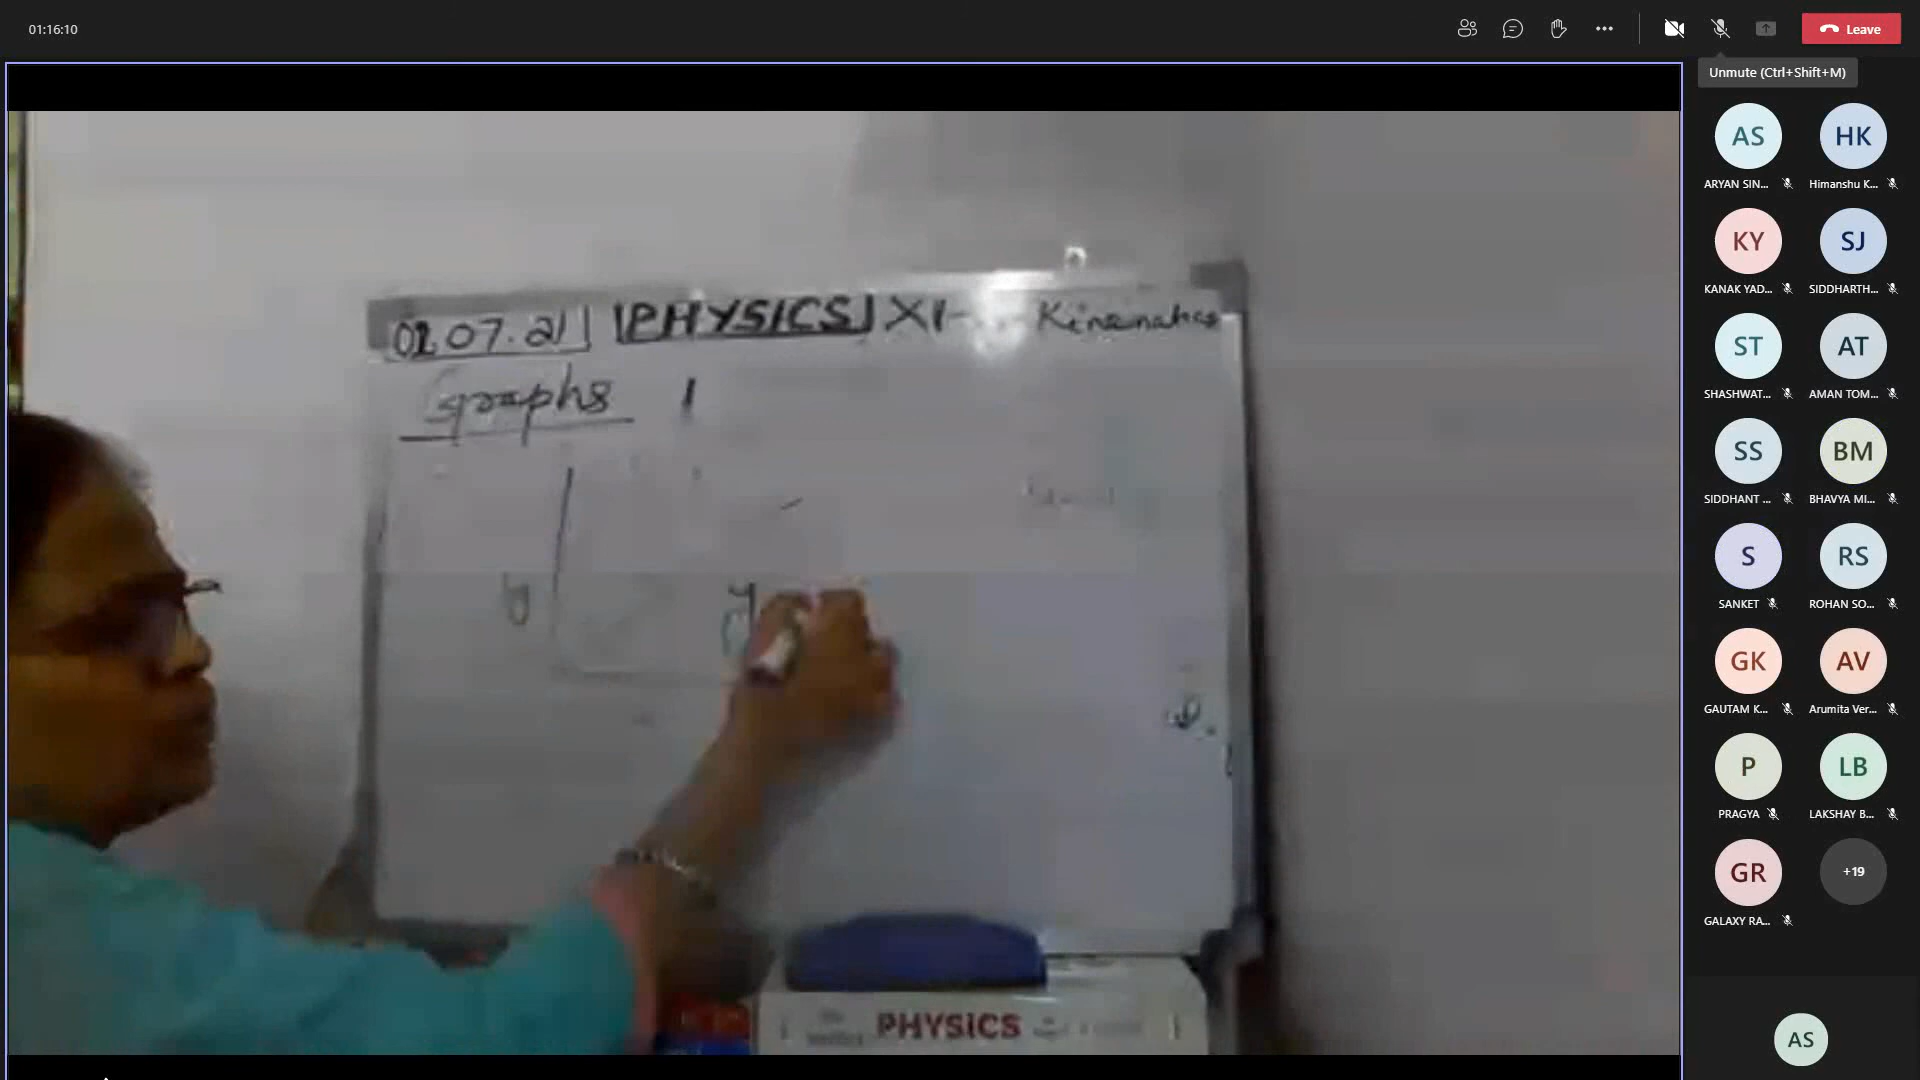 01:16:10
Leave
Unmute (Ctrl+Shift+M)
AS HK
ARYAN SIN... Himanshu K...
KY SJ
KANAK YAD... SIDDHARTH...
ST AT
SHASHWAT... AMAN TOM...
SS BM
SIDDHANT ... BHAVYA MI...
S RS
SANKET ROHAN SO...
GK AV
GAUTAM K... Arumita Ver...
P LB
PRAGYA LAKSHAY B...
GR +19
GALAXY RA...
AS
07.21 PHYSICS XI- Kinematics
Graphs
y
PHYSICS